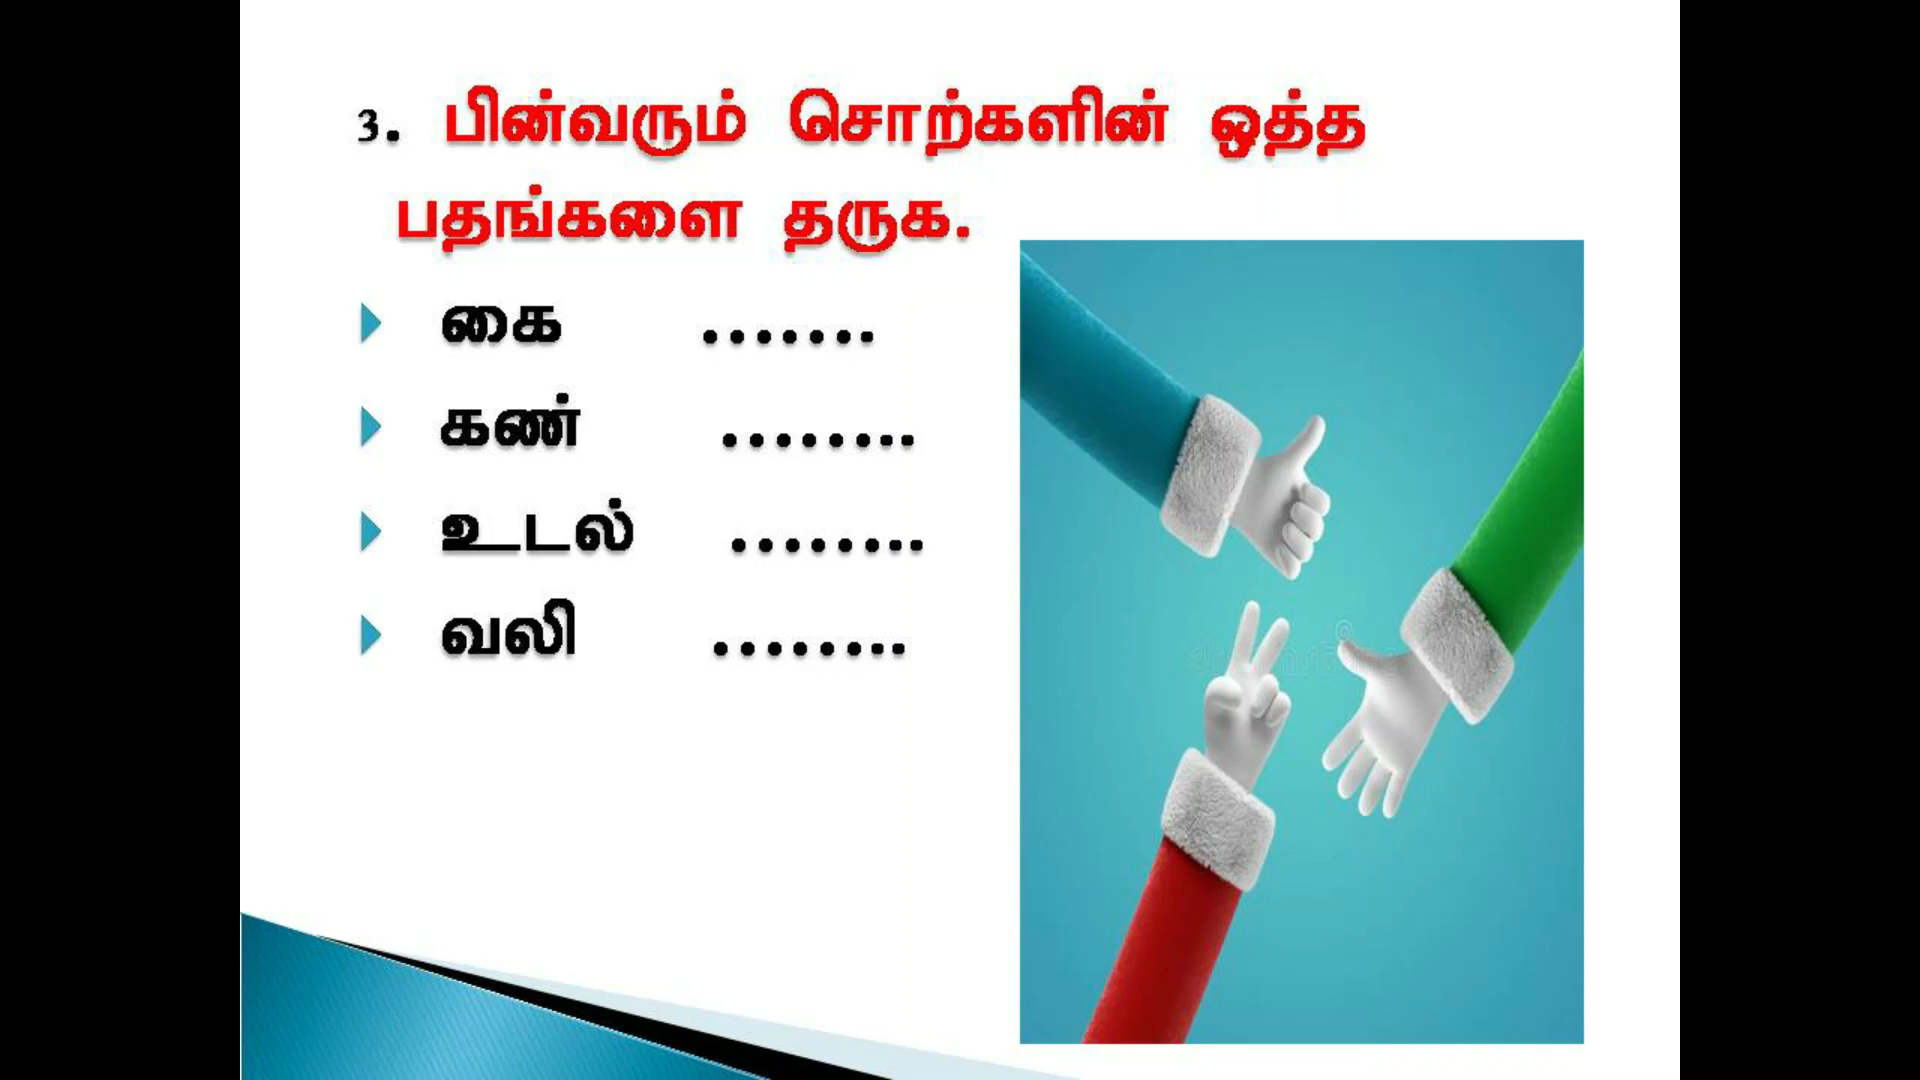 3. பின்வரும் சொற்களின் ஒத்த
பதங்களை தருக.
கை .......
கண் ........
உடல் ........
வலி ........